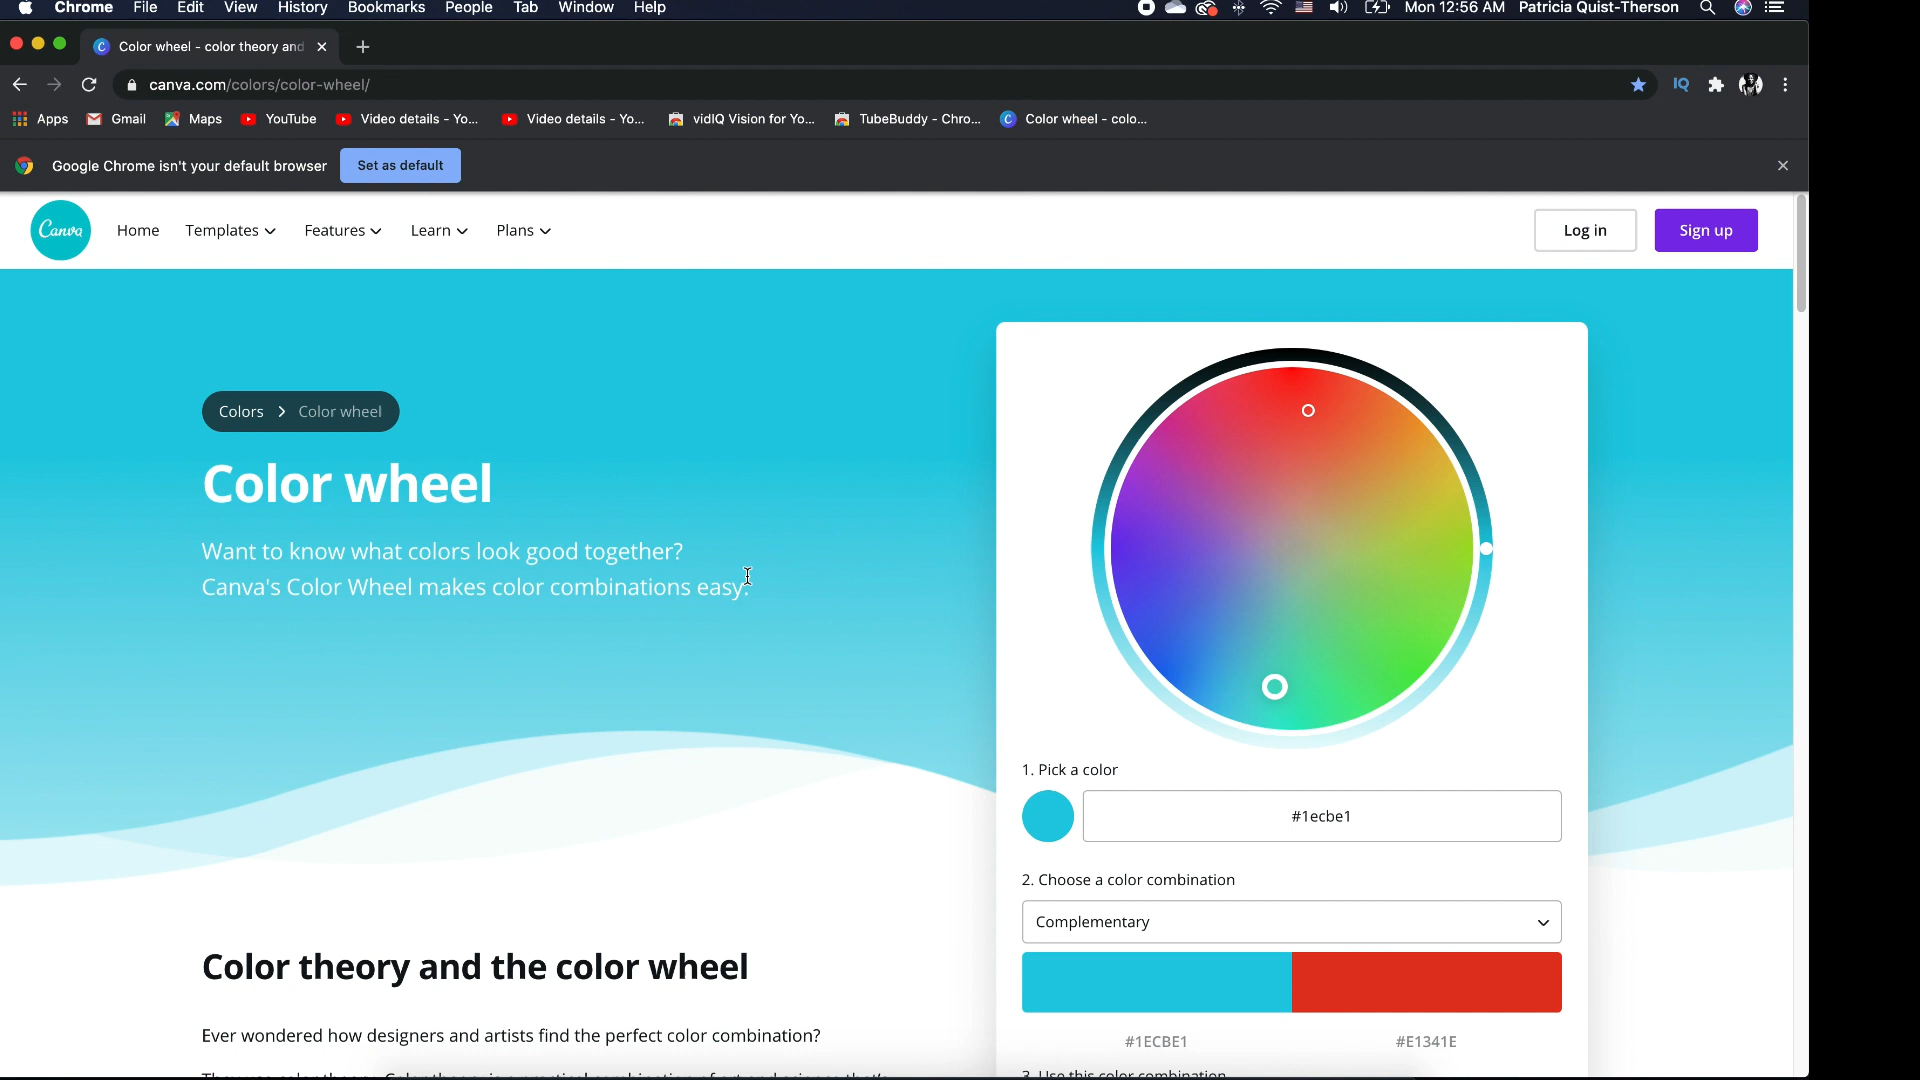 Chrome File Edit View History Bookmarks People Tab Window Help Mon 12:56 AM Patricia Quist-Therson
Color wheel - color theory and
canva.com/colors/color-wheel/
Apps Gmail Maps YouTube Video details - Yo... Video details - Yo... vidIQ Vision for Yo... TubeBuddy - Chro... Color wheel - colo...
Google Chrome isn't your default browser Set as default
Canva Home Templates Features Learn Plans Log in Sign up
Colors > Color wheel
Color wheel
Want to know what colors look good together?
Canva's Color Wheel makes color combinations easy.
1. Pick a color
#1ecbe1
2. Choose a color combination
Complementary
#1ECBE1 #E1341E
3. Use this color combination
Color theory and the color wheel
Ever wondered how designers and artists find the perfect color combination?